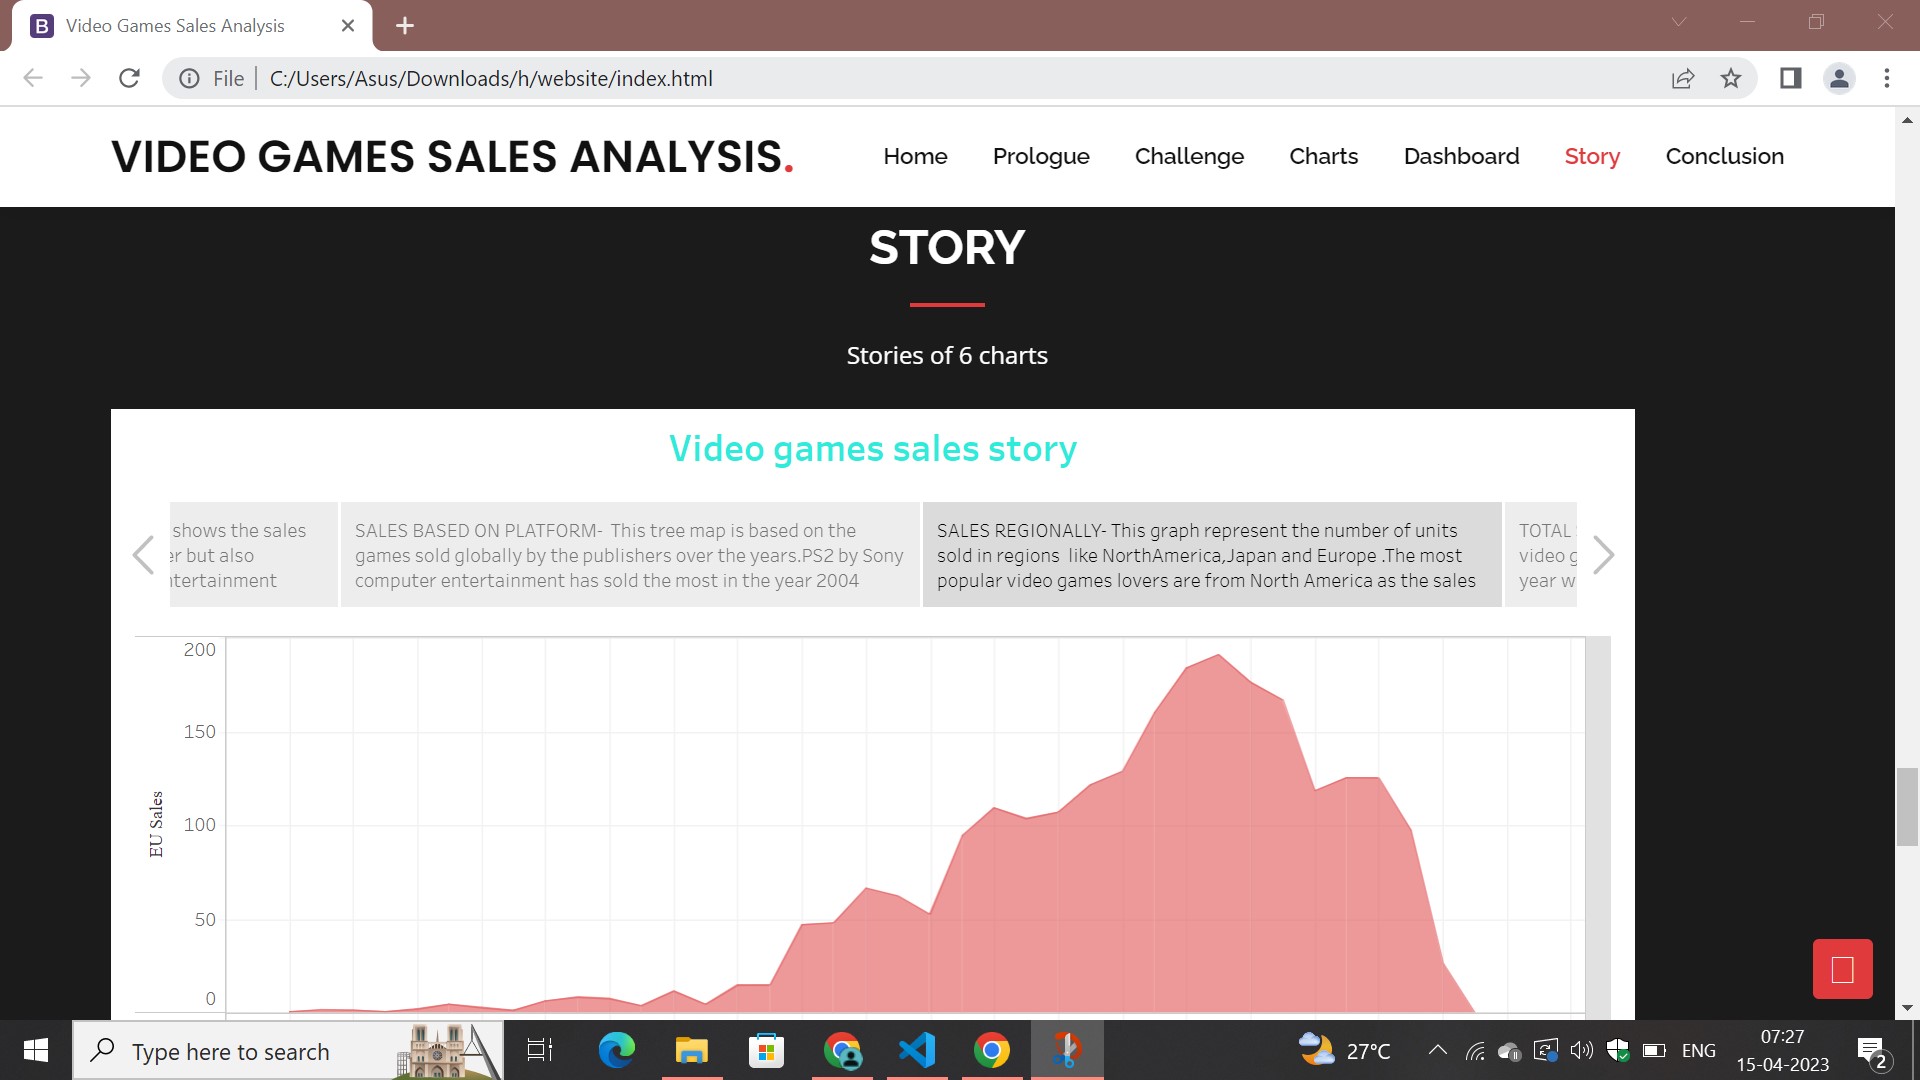 Video Games Sales Analysis
File
C:/Users/Asus/Downloads/h/website/index.html
VIDEO GAMES SALES ANALYSIS.
Home Prologue Challenge Charts Dashboard Story Conclusion
STORY
Stories of 6 charts
Video games sales story
shows the sales
er but also
ntertainment
SALES BASED ON PLATFORM- This tree map is based on the
games sold globally by the publishers over the years.PS2 by Sony
computer entertainment has sold the most in the year 2004
SALES REGIONALLY- This graph represent the number of units
sold in regions like NorthAmerica,Japan and Europe .The most
popular video games lovers are from North America as the sales
TOTAL
video g
year w
200
150
100
50
0
EU Sales
Type here to search
27°C
ENG
07:27
15-04-2023
2